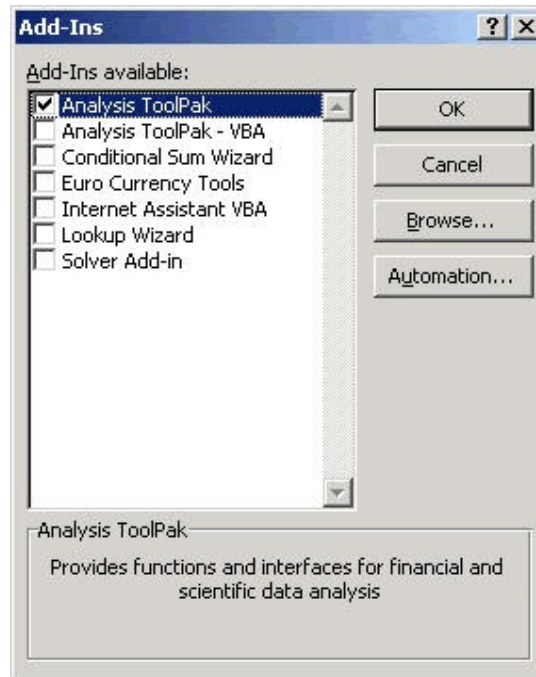 Add-Ins
Add-Ins available:
Analysis ToolPak
Analysis ToolPak - VBA
Conditional Sum Wizard
Euro Currency Tools
Internet Assistant VBA
Lookup Wizard
Solver Add-in
OK
Cancel
Browse...
Automation...
Analysis ToolPak
Provides functions and interfaces for financial and
scientific data analysis